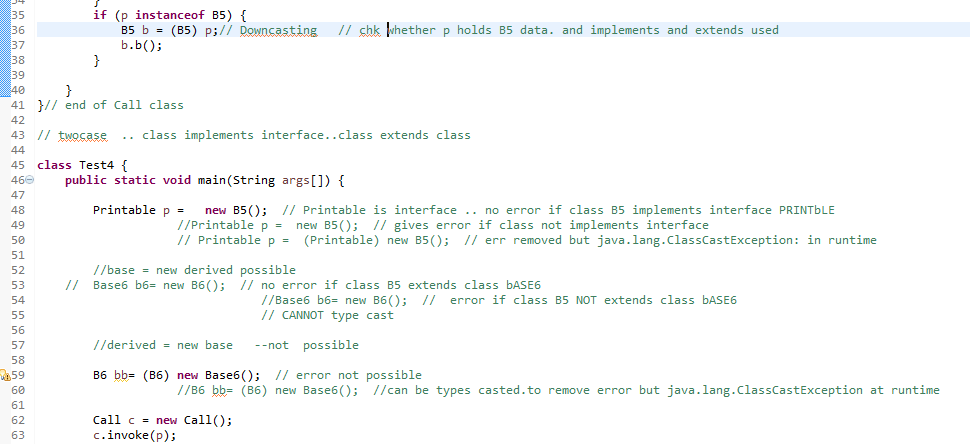 34 }
35 if (p instanceof B5) {
36 B5 b = (B5) p;// Downcasting // chk whether p holds B5 data. and implements and extends used
37 b.b();
38 }
39
40 }
41 }// end of Call class
42
43 // twocase .. class implements interface..class extends class
44
45 class Test4 {
46 public static void main(String args[]) {
47
48 Printable p = new B5(); // Printable is interface .. no error if class B5 implements interface PRINTbLE
49 //Printable p = new B5(); // gives error if class not implements interface
50 // Printable p = (Printable) new B5(); // err removed but java.lang.ClassCastException: in runtime
51
52 //base = new derived possible
53 // Base6 b6= new B6(); // no error if class B5 extends class bASE6
54 //Base6 b6= new B6(); // error if class B5 NOT extends class bASE6
55 // CANNOT type cast
56
57 //derived = new base --not possible
58
59 B6 bb= (B6) new Base6(); // error not possible
60 //B6 bb= (B6) new Base6(); //can be types casted.to remove error but java.lang.ClassCastException at runtime
61
62 Call c = new Call();
63 c.invoke(p);